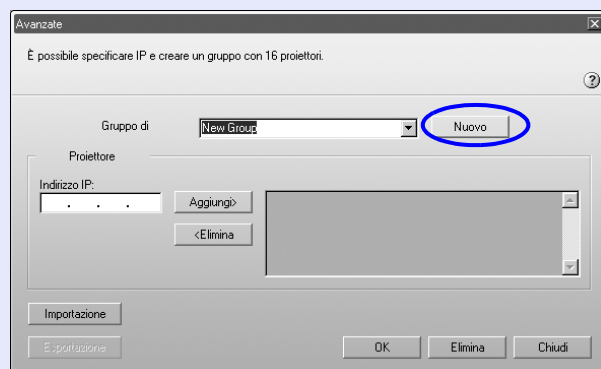 Avanzate
È possibile specificare IP e creare un gruppo con 16 proiettori.
?
Gruppo di New Group Nuovo
Proiettore
Indirizzo IP:
. . . Aggiungi>
<Elimina
Importazione
Esportazione OK Elimina Chiudi